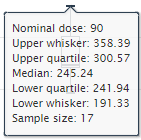 Nominal dose: 90
Upper whisker: 358.39
Upper quartile: 300.57
Median: 245.24
Lower quartile: 241.94
Lower whisker: 191.33
Sample size: 17